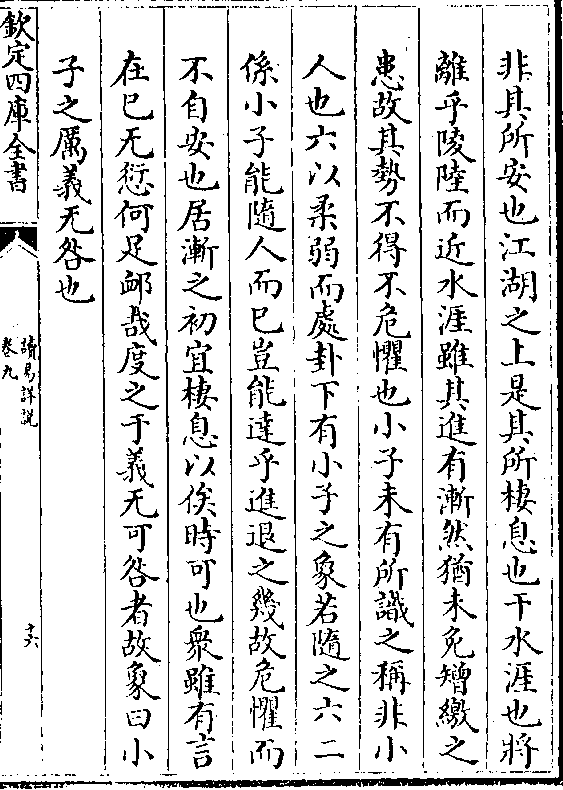 非其所安也江湖之上是其所棲息也干水涯也將
離乎陵陸而近水涯雖其進有漸然猶未免矰繳之
患故其勢不得不危懼也小子未有所識之稱非小
人也六以柔弱而處卦下有小子之象若隨之六二
係小子能隨人而已豈能達乎進退之幾故危懼而
不自安也居漸之初宜棲息以俟時可也衆雖有言
在已无愆何足䘏哉度之于義无可咎者故象曰小
子之厲義无咎也
欽定四庫全書
讀易詳説
卷九
十六